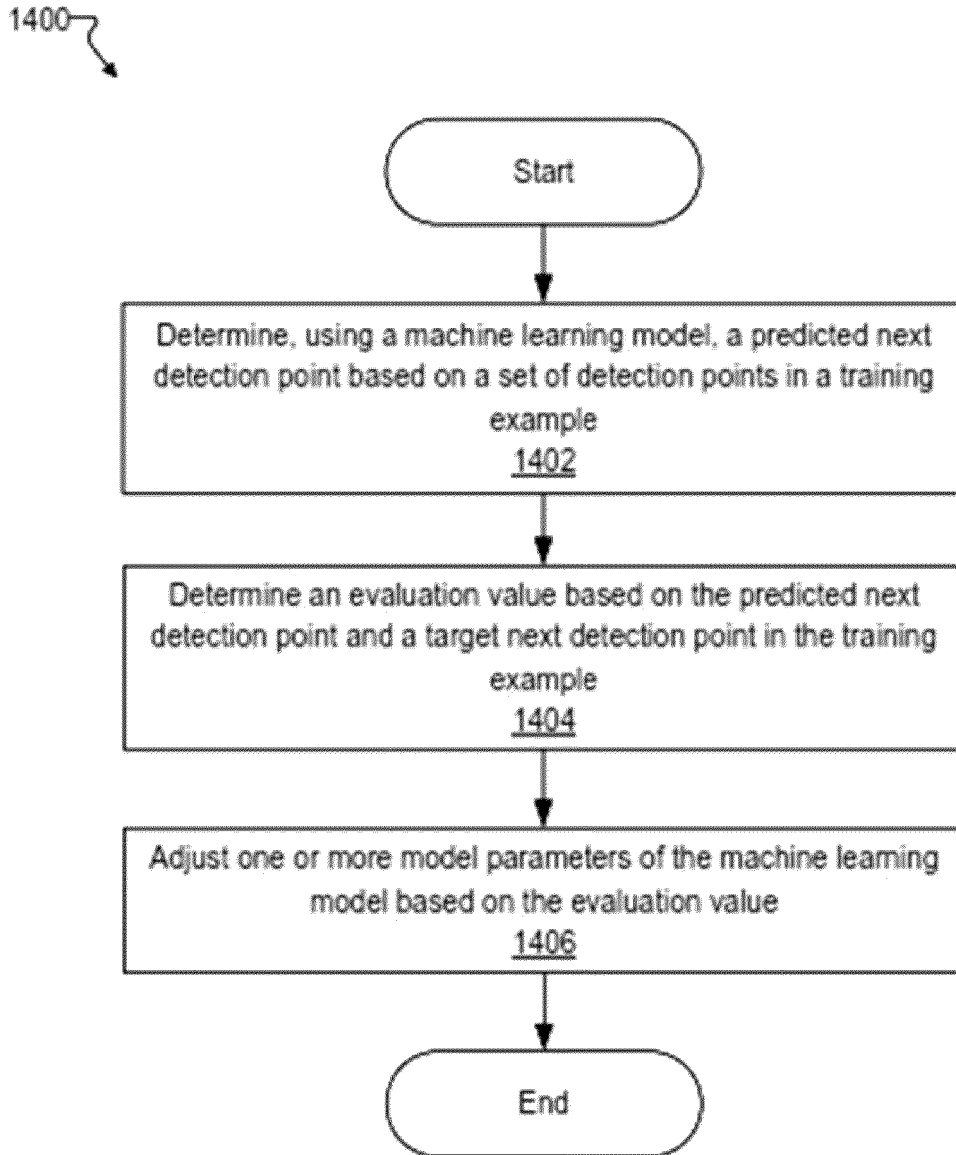 1400
Start
Determine, using a machine learning model, a predicted next
detection point based on a set of detection points in a training
example
1402
Determine an evaluation value based on the predicted next
detection point and a target next detection point in the training
example
1404
Adjust one or more model parameters of the machine learning
model based on the evaluation value
1406
End